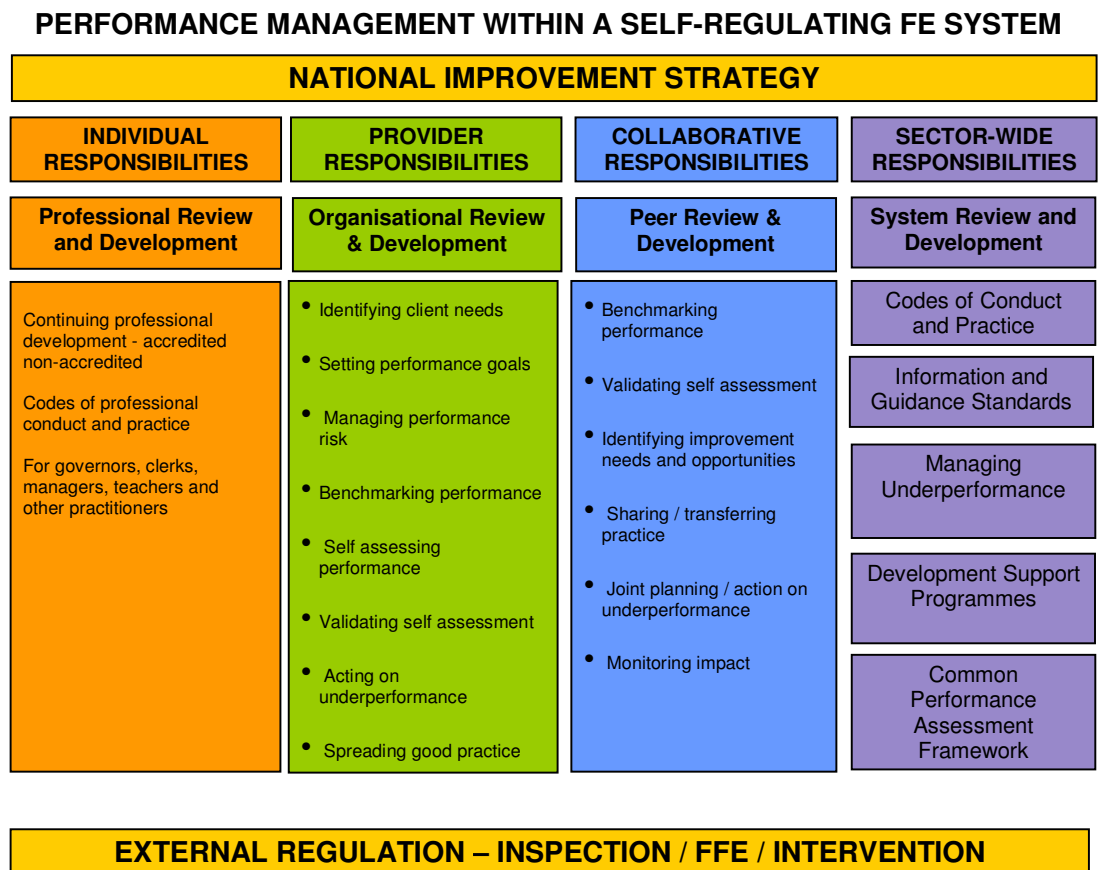 PERFORMANCE MANAGEMENT WITHIN A SELF-REGULATING FE SYSTEM
NATIONAL IMPROVEMENT STRATEGY
INDIVIDUAL
RESPONSIBILITIES
Professional Review
and Development
Continuing professional
development - accredited
non-accredited
Codes of professional
conduct and practice
For governors, clerks,
managers, teachers and
other practitioners
PROVIDER
RESPONSIBILITIES
Organisational Review
& Development
• Identifying client needs
• Setting performance goals
• Managing performance
risk
• Benchmarking performance
• Self assessing
performance
• Validating self assessment
• Acting on
underperformance
• Spreading good practice
COLLABORATIVE
RESPONSIBILITIES
Peer Review &
Development
• Benchmarking
performance
• Validating self assessment
• Identifying improvement
needs and opportunities
• Sharing / transferring
practice
• Joint planning / action on
underperformance
• Monitoring impact
SECTOR-WIDE
RESPONSIBILITIES
System Review and
Development
Codes of Conduct
and Practice
Information and
Guidance Standards
Managing
Underperformance
Development Support
Programmes
Common
Performance
Assessment
Framework
EXTERNAL REGULATION – INSPECTION / FFE / INTERVENTION